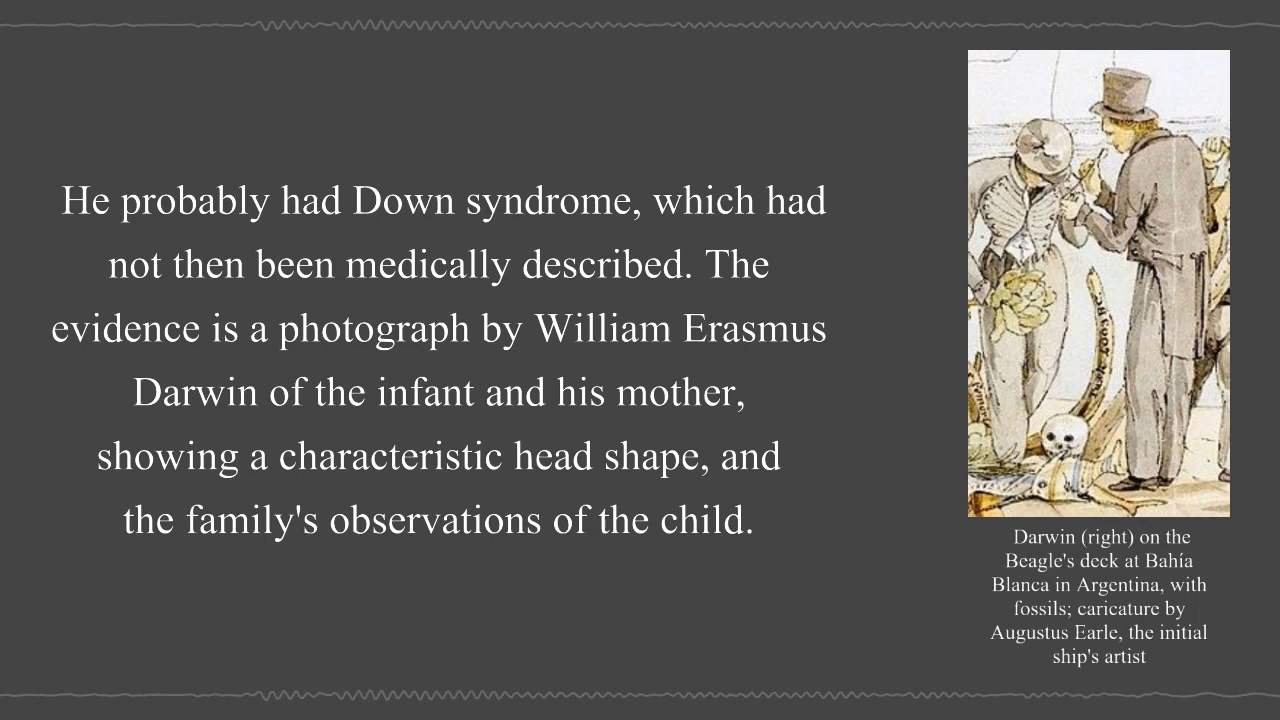 He probably had Down syndrome, which had
not then been medically described. The
evidence is a photograph by William Erasmus
Darwin of the infant and his mother,
showing a characteristic head shape, and
the family's observations of the child.
Darwin (right) on the
Beagle's deck at Bahía
Blanca in Argentina, with
fossils; caricature by
Augustus Earle, the initial
ship's artist